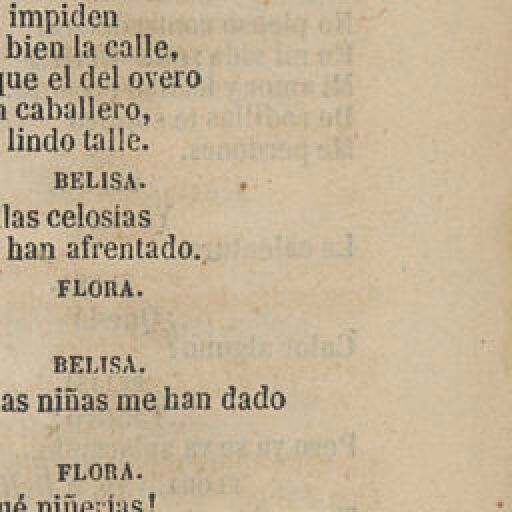 impiden
bien la calle,
que el del overo
caballero,
lindo talle.
BELISA.
las celosías
han afrentado.
FLORA.
BELISA.
as niñas me han dado
FLORA.
ué niñerías!